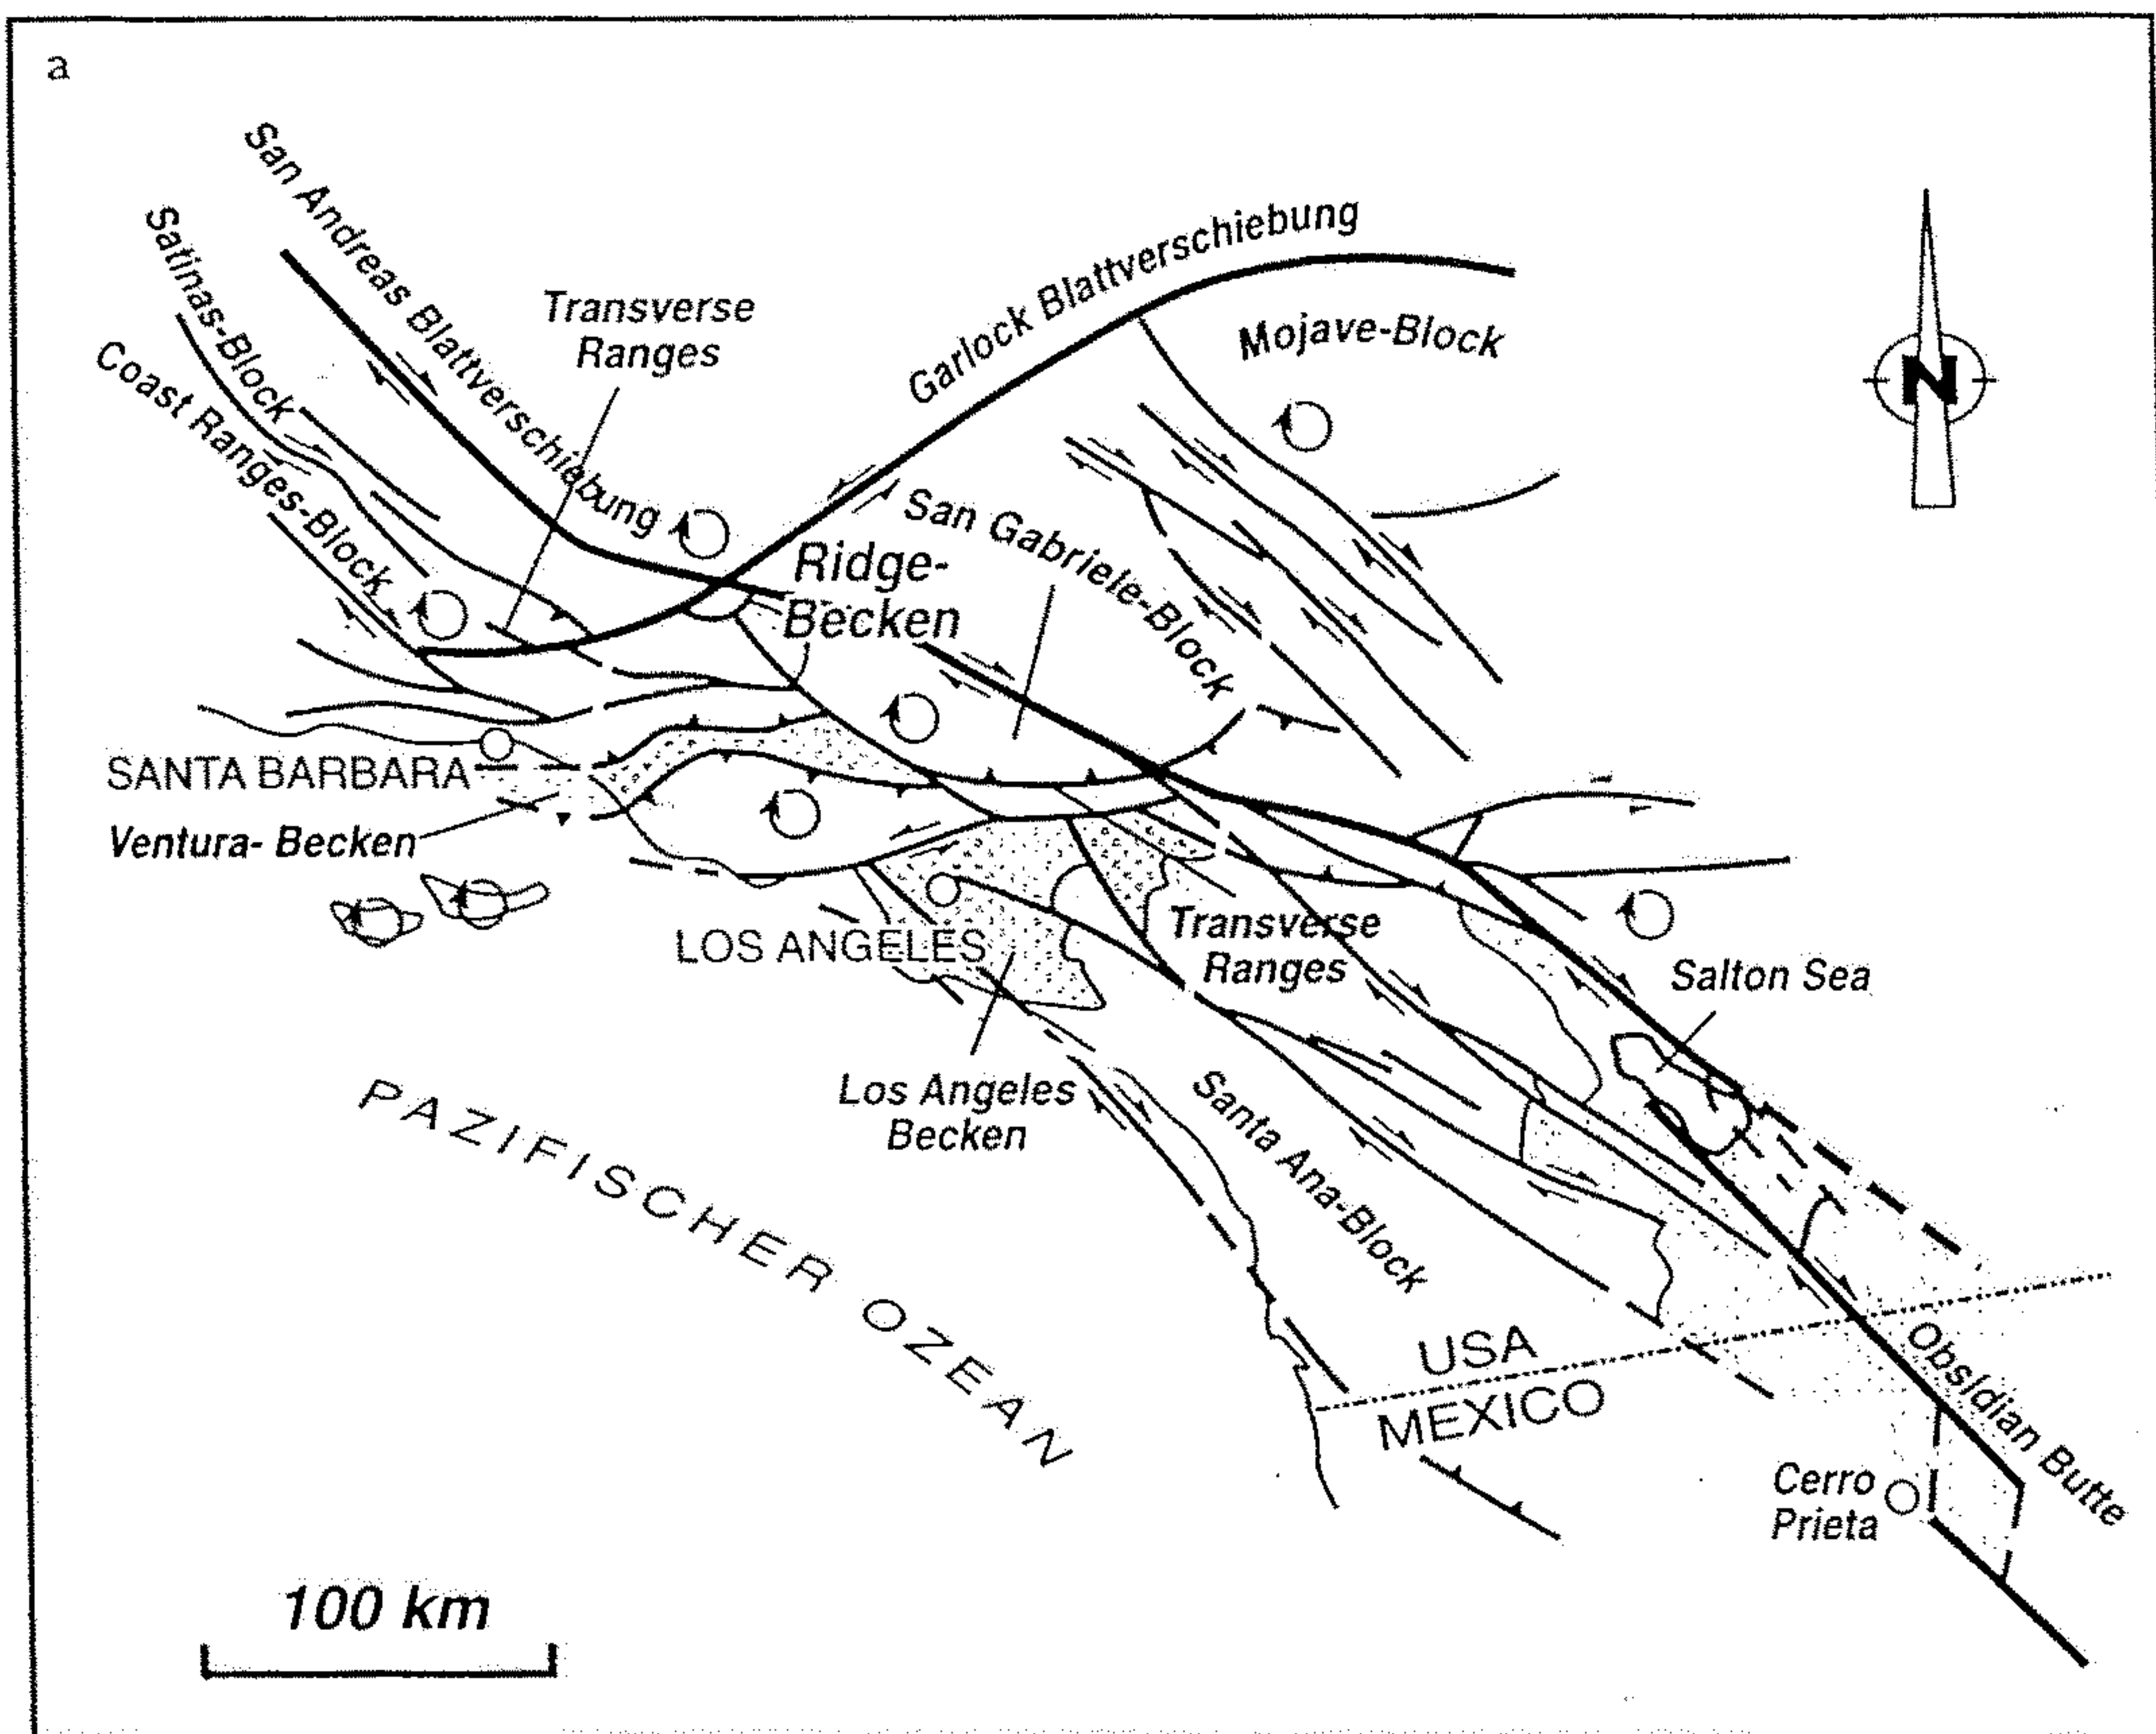 a
San Andreas Blattverschiebung
Satinas-Block
Coast Ranges-Block
Transverse
Ranges
Garlock Blattverschiebung
Mojave-Block
N
San Gabriele-Block
Ridge-
Becken
SANTA BARBARA
Ventura- Becken
LOS ANGELES
Transverse
Ranges
Salton Sea
Los Angeles
Becken
Santa Ana-Block
PAZIFISCHER OZEAN
USA
MEXICO
Obsidian Butte
Cerro
Prieta
100 km